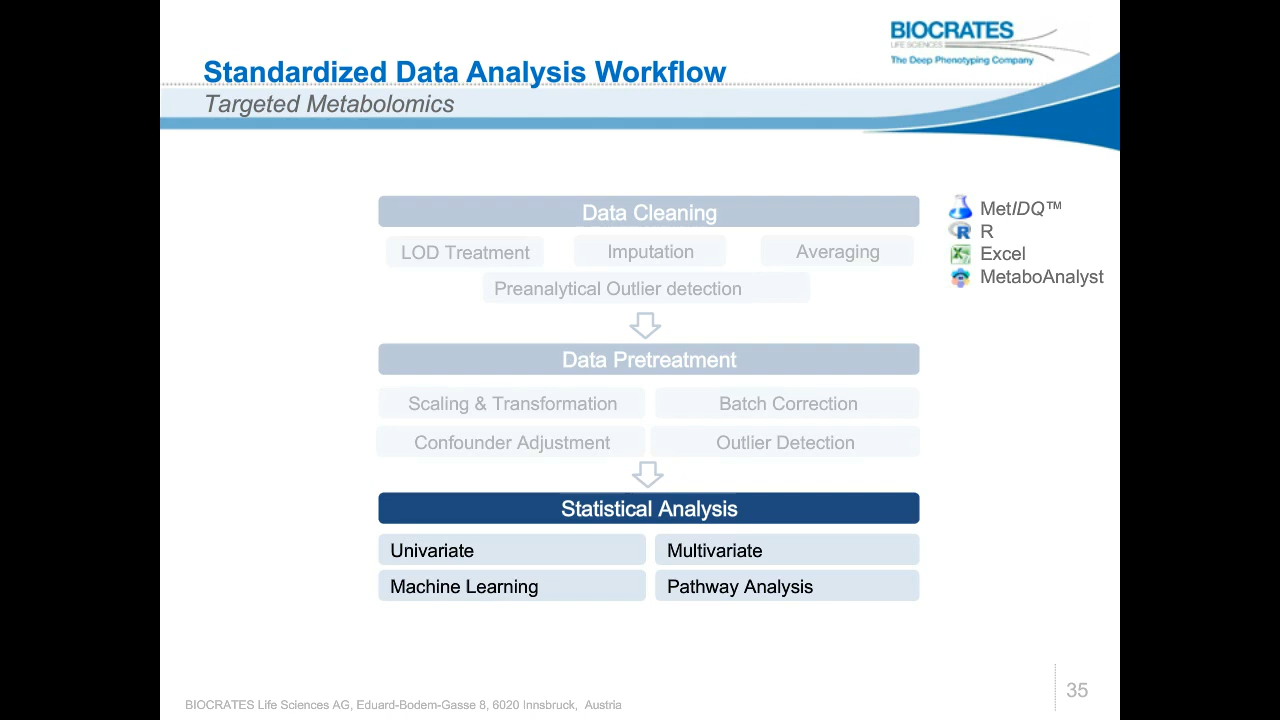 BIOCRATES
LIFE SCIENCES
The Deep Phenotyping Company
Standardized Data Analysis Workflow
Targeted Metabolomics
Data Cleaning
LOD Treatment
Imputation
Averaging
Preanalytical Outlier detection
Data Pretreatment
Scaling & Transformation
Batch Correction
Confounder Adjustment
Outlier Detection
Statistical Analysis
Univariate
Multivariate
Machine Learning
Pathway Analysis
MetIDQ™
R
Excel
MetaboAnalyst
BIOCRATES Life Sciences AG, Eduard-Bodem-Gasse 8, 6020 Innsbruck, Austria
35